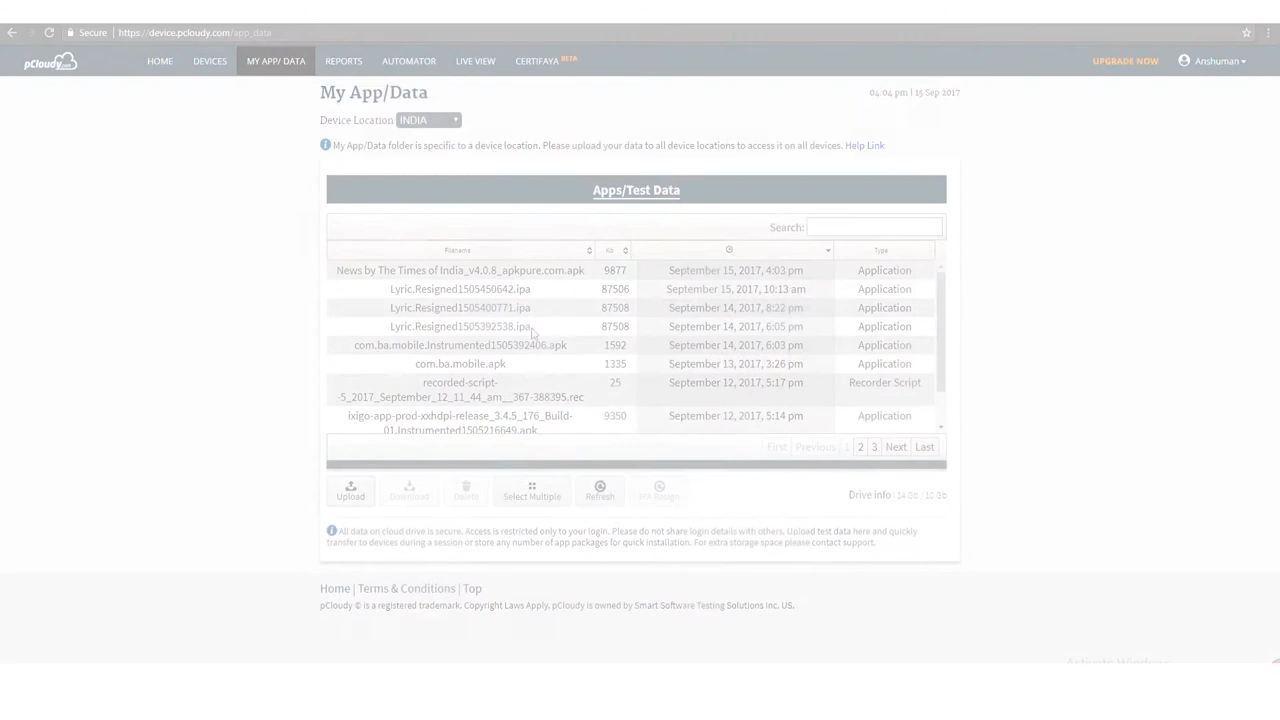 Secure https://device.pcloudy.com/app_data
pCloudy.com HOME DEVICES MY APP/ DATA REPORTS AUTOMATOR LIVE VIEW CERTIFAYA BETA UPGRADE NOW Anshuman
My App/Data 04:04 pm | 15 Sep 2017
Device Location INDIA
My App/Data folder is specific to a device location. Please upload your data to all device locations to access it on all devices. Help Link
Apps/Test Data
Search:
Filename Kb Type
News by The Times of India_v4.0.8_apkpure.com.apk 9877 September 15, 2017, 4:03 pm Application
Lyric.Resigned1505450642.ipa 87506 September 15, 2017, 10:13 am Application
Lyric.Resigned1505400771.ipa 87508 September 14, 2017, 8:22 pm Application
Lyric.Resigned1505392538.ipa 87508 September 14, 2017, 6:05 pm Application
com.ba.mobile.Instrumented1505392406.apk 1592 September 14, 2017, 6:03 pm Application
com.ba.mobile.apk 1335 September 13, 2017, 3:26 pm Application
recorded-script- 25 September 12, 2017, 5:17 pm Recorder Script
-5_2017_September_12_11_44_am__367-388395.rec
ixigo-app-prod-xxhdpi-release_3.4.5_176_Build- 9350 September 12, 2017, 5:14 pm Application
01.Instrumented1505216649.apk
First Previous 1 2 3 Next Last
Upload Download Delete Select Multiple Refresh IPA Resign
Drive info | 14 Gb / 10 Gb
All data on cloud drive is secure. Access is restricted only to your login. Please do not share login details with others. Upload test data here and quickly
transfer to devices during a session or store any number of app packages for quick installation. For extra storage space please contact support.
Home | Terms & Conditions | Top
pCloudy © is a registered trademark. Copyright Laws Apply. pCloudy is owned by Smart Software Testing Solutions Inc. US.
Activate Windows